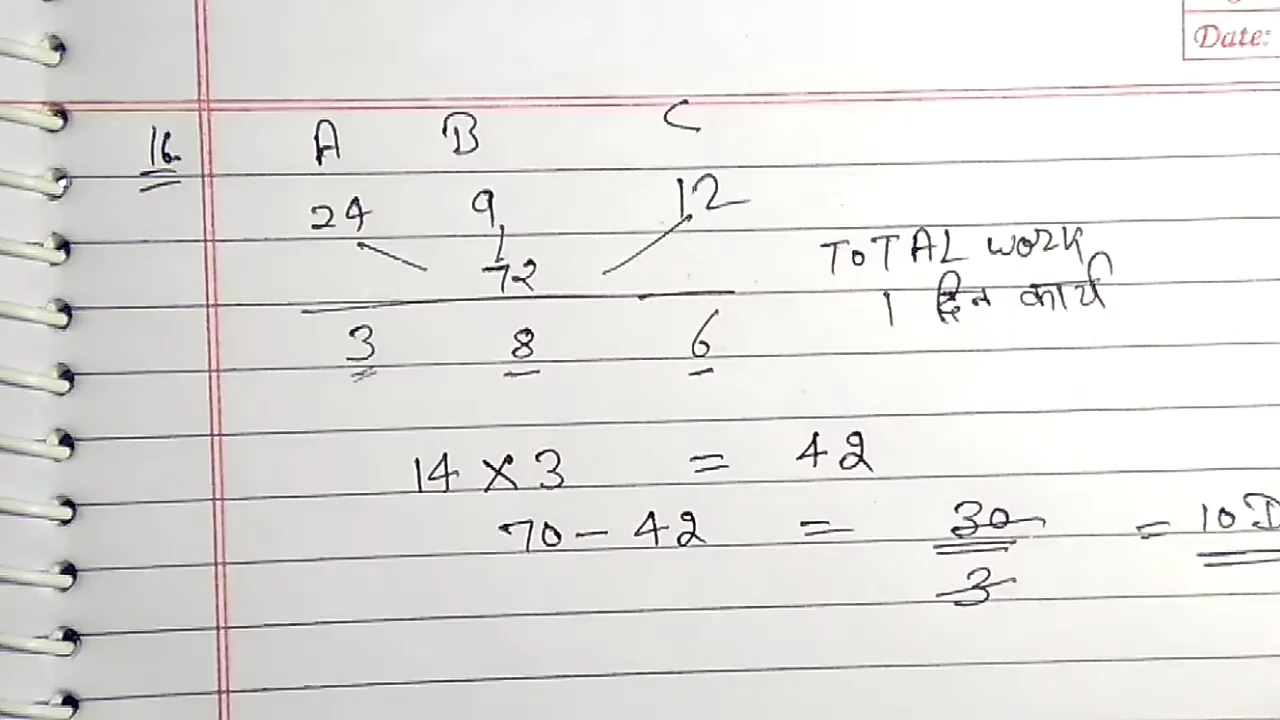 Date:
16. A B C
24 9 12
72 TOTAL WORK
3 8 6 1 दिन कार्य
14 × 3 = 42
70 - 42 = 30/3 = 10D